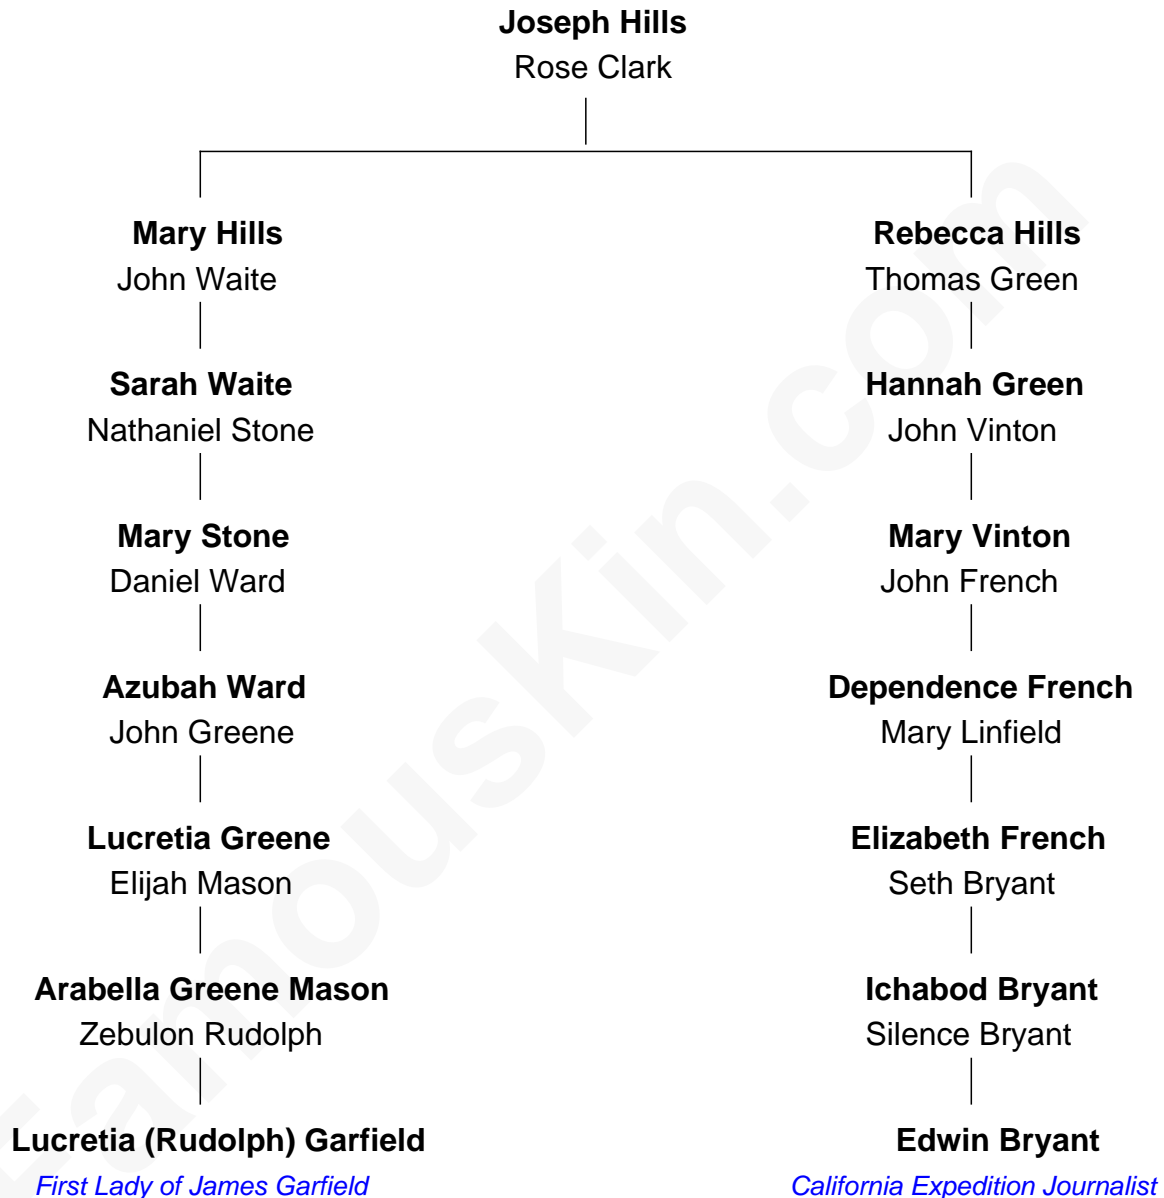 Joseph Hills
Rose Clark
Mary Hills
John Waite
Rebecca Hills
Thomas Green
Sarah Waite
Nathaniel Stone
Hannah Green
John Vinton
Mary Stone
Daniel Ward
Mary Vinton
John French
Azubah Ward
John Greene
Dependence French
Mary Linfield
Lucretia Greene
Elijah Mason
Elizabeth French
Seth Bryant
Arabella Greene Mason
Zebulon Rudolph
Ichabod Bryant
Silence Bryant
Lucretia (Rudolph) Garfield
First Lady of James Garfield
Edwin Bryant
California Expedition Journalist
FamousKin.com